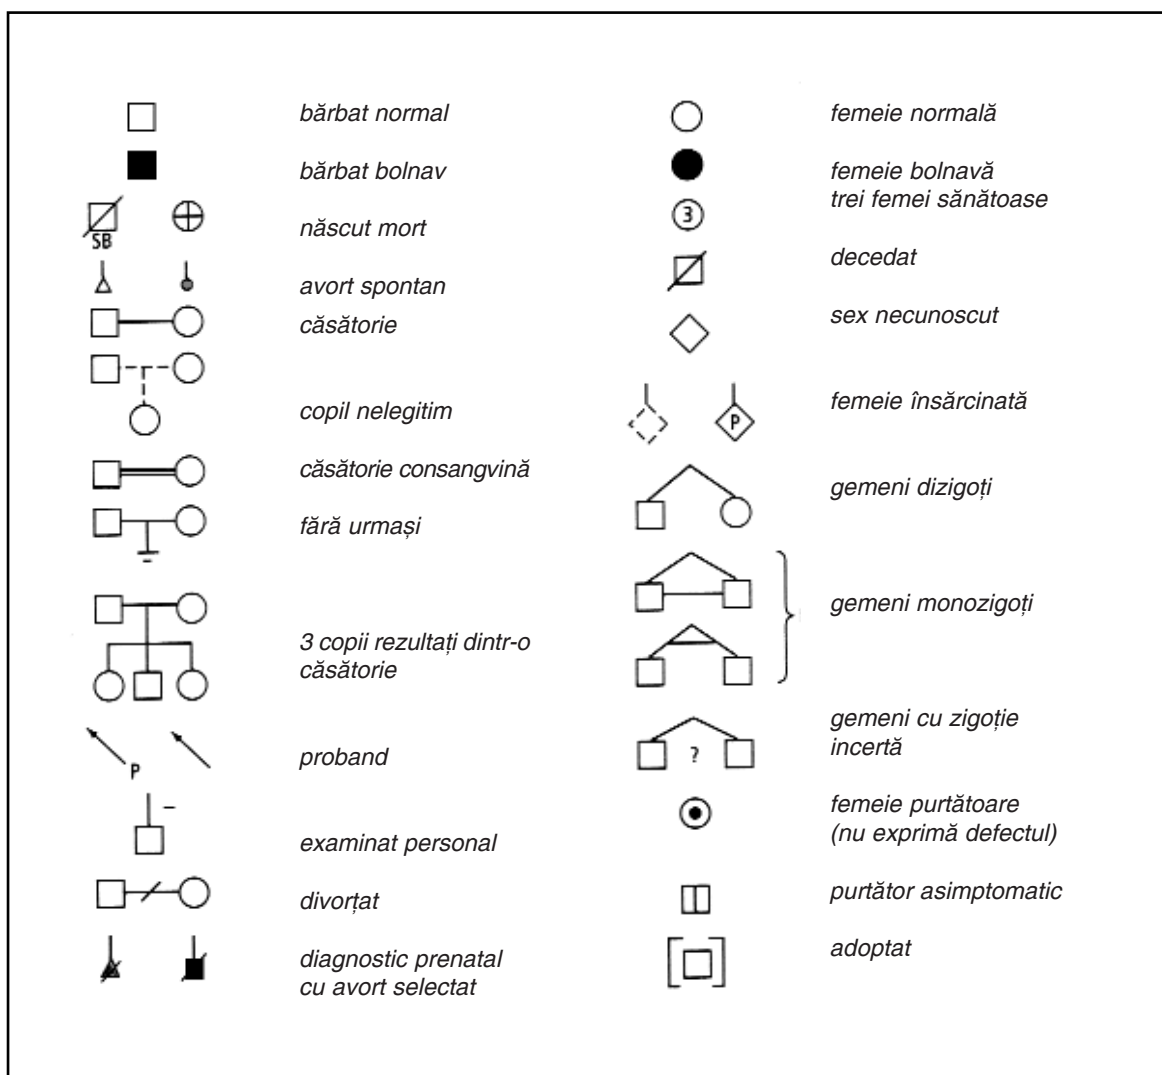 bărbat normal
bărbat bolnav
SB
născut mort
avort spontan
căsătorie
copil nelegitim
căsătorie consangvină
fără urmași
3 copii rezultați dintr-o
căsătorie
P
proband
examinat personal
divorțat
diagnostic prenatal
cu avort selectat
femeie normală
femeie bolnavă
3
trei femei sănătoase
decedat
sex necunoscut
P
femeie însărcinată
gemeni dizigoți
gemeni monozigoți
?
gemeni cu zigoție
incertă
femeie purtătoare
(nu exprimă defectul)
purtător asimptomatic
adoptat